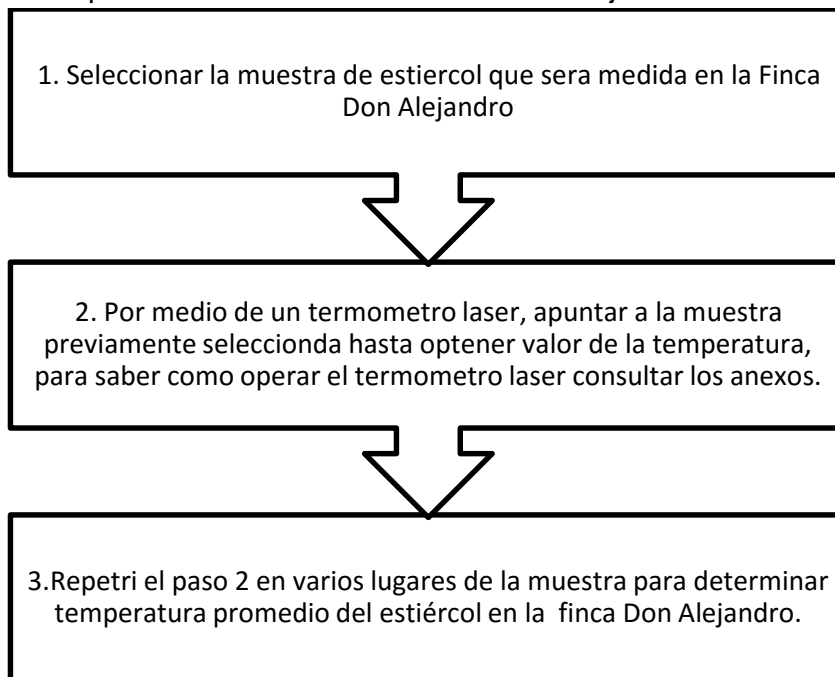 1. Seleccionar la muestra de estiercol que sera medida en la Finca
Don Alejandro
2. Por medio de un termometro laser, apuntar a la muestra
previamente seleccionda hasta optener valor de la temperatura,
para saber como operar el termometro laser consultar los anexos.
3.Repetri el paso 2 en varios lugares de la muestra para determinar
temperatura promedio del estiércol en la finca Don Alejandro.